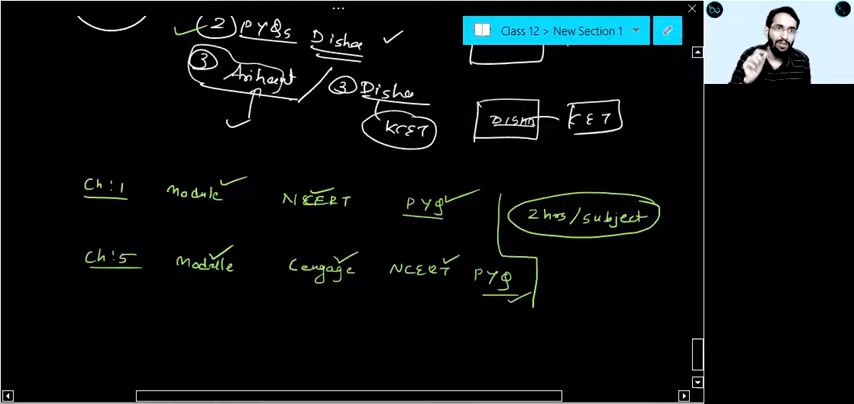 Class 12 > New Section 1
2 PYQs Disha
3 Arihant / 3 Disha
KCET
DISHA KET
Ch:1 Module NCERT PYQ 2 hrs/subject
Ch:5 Module Cengage NCERT PYQ